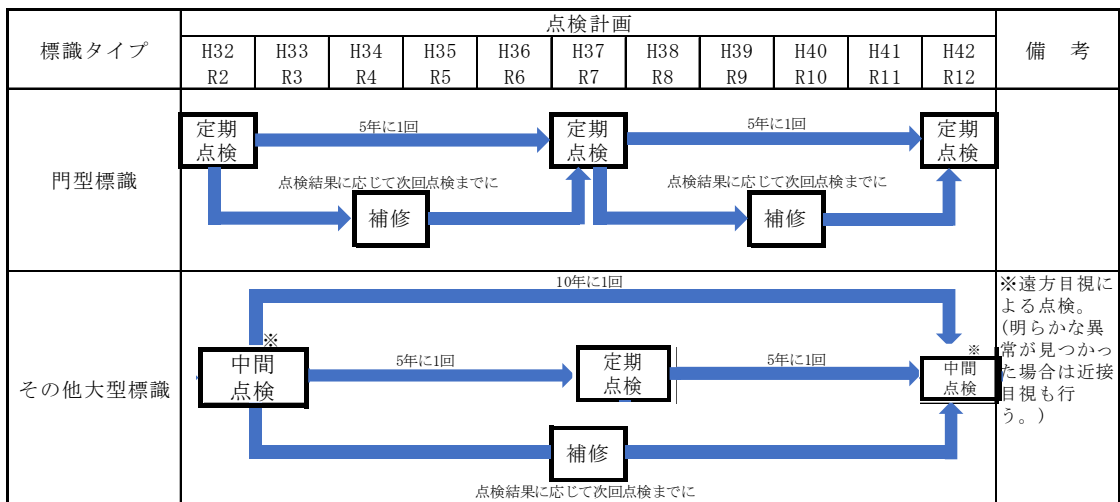 標識タイプ
点検計画
備 考
H32 H33 H34 H35 H36 H37 H38 H39 H40 H41 H42
R2 R3 R4 R5 R6 R7 R8 R9 R10 R11 R12
門型標識
定期
点検
5年に1回
定期
点検
5年に1回
定期
点検
点検結果に応じて次回点検までに
補修
点検結果に応じて次回点検までに
補修
その他大型標識
10年に1回
※
中間
点検
5年に1回
定期
点検
5年に1回
※
中間
点検
補修
点検結果に応じて次回点検までに
※遠方目視に
よる点検。
(明らかな異
常が見つかっ
た場合は近接
目視も行
う。)